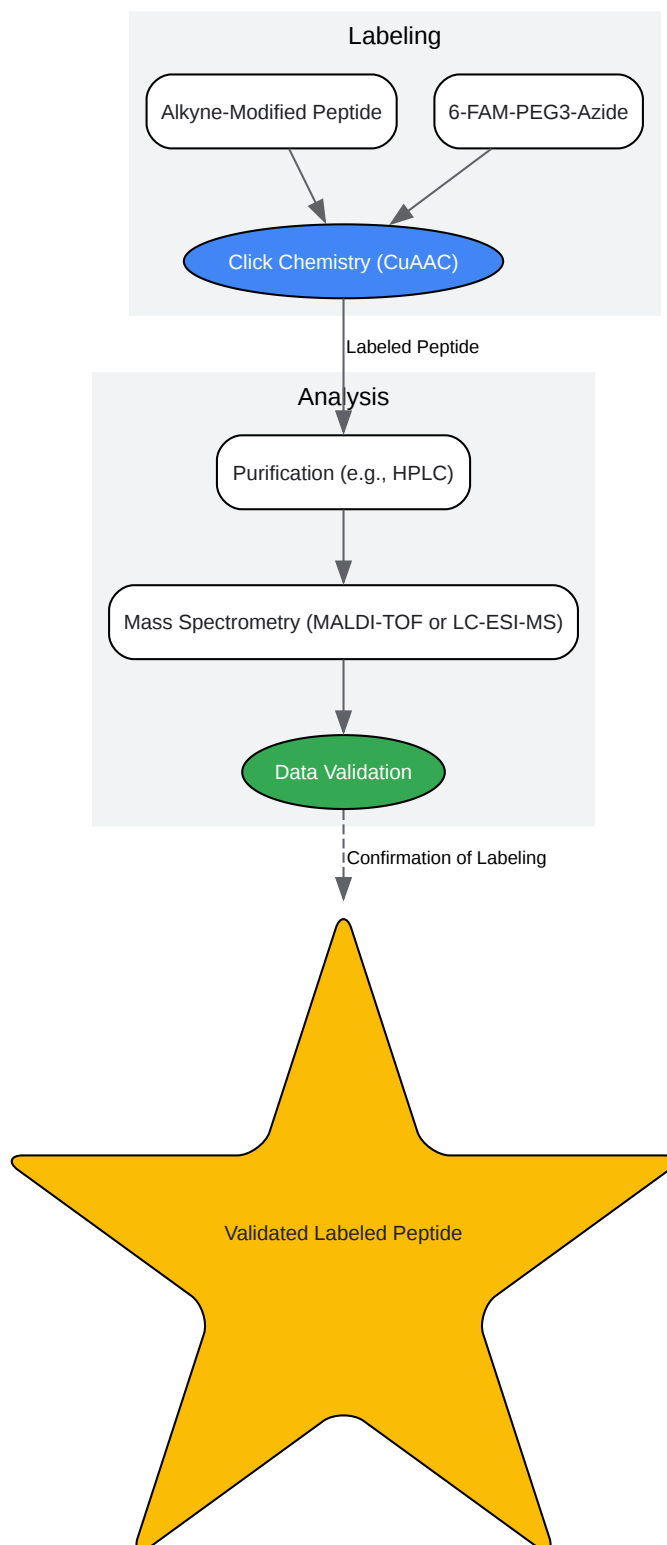 Labeling
Alkyne-Modified Peptide
6-FAM-PEG3-Azide
Click Chemistry (CuAAC)
Labeled Peptide
Analysis
Purification (e.g., HPLC)
Mass Spectrometry (MALDI-TOF or LC-ESI-MS)
Data Validation
Confirmation of Labeling
Validated Labeled Peptide